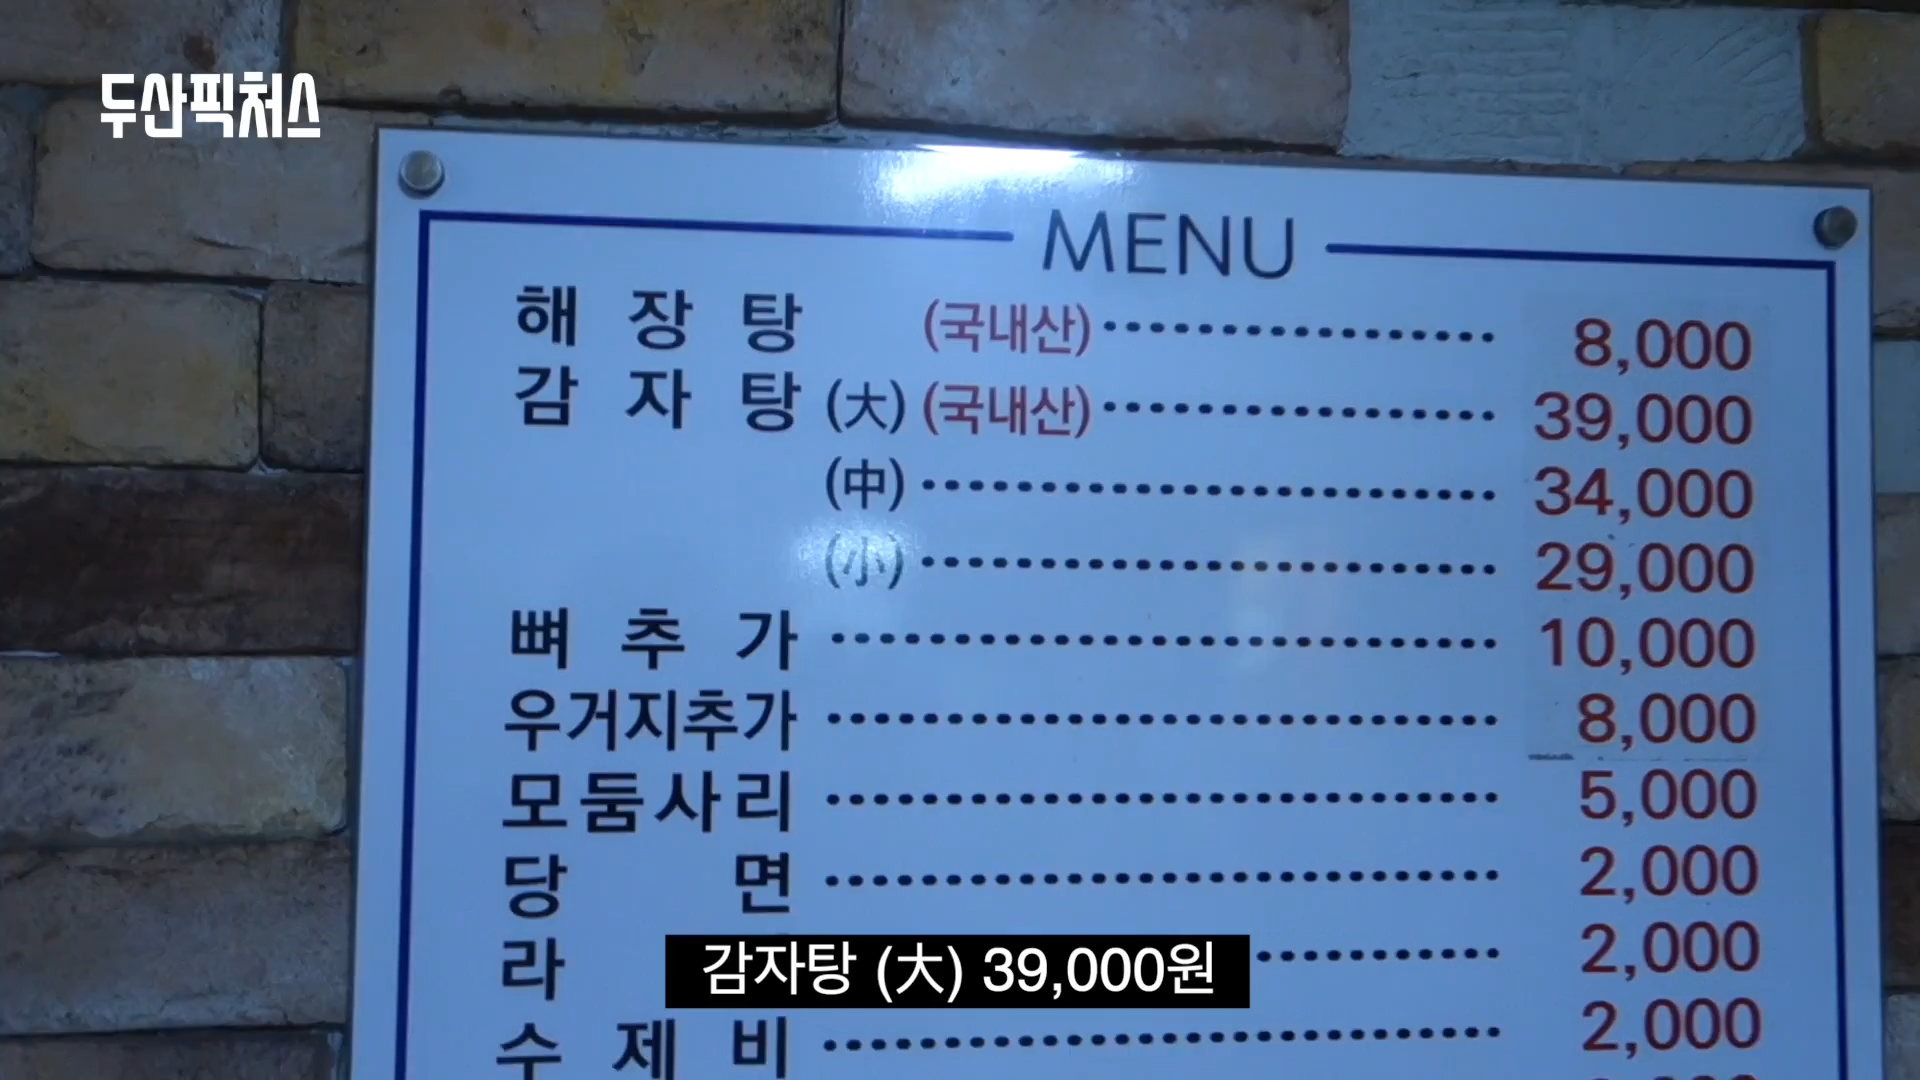 두산픽처스
MENU
해장탕 (국내산) 8,000
감자탕 (大) (국내산) 39,000
(中) 34,000
(小) 29,000
뼈추가 10,000
우거지추가 8,000
모둠사리 5,000
당면 2,000
라 2,000
감자탕 (大) 39,000원
수제비 2,000